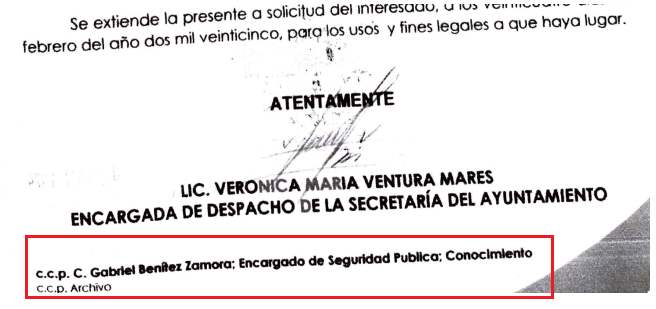 Se extiende la presente a solicitud del interesado, a los
febrero del año dos mil veinticinco, para los usos y fines legales a que haya lugar.
ATENTAMENTE
LIC. VERONICA MARIA VENTURA MARES
ENCARGADA DE DESPACHO DE LA SECRETARÍA DEL AYUNTAMIENTO
c.c.p. C. Gabriel Benítez Zamora; Encargado de Seguridad Publica; Conocimiento
c.c.p. Archivo